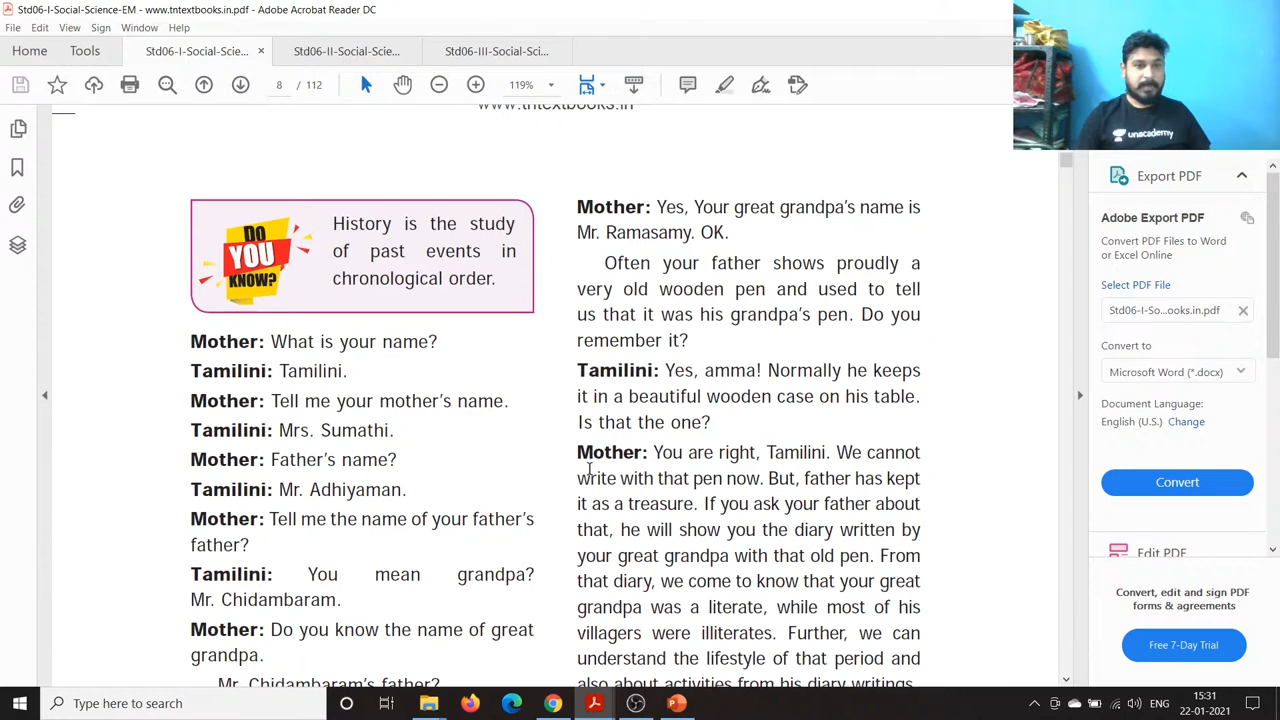 Std06-I-Social-Science-EM - www.tntextbooks.in.pdf - Adobe Acrobat Reader DC
File Edit View Sign Window Help
Home Tools Std06-I-Social-Scie... × Std06-II-Social-Scie... Std06-III-Social-Sci...
8 / 112 119%
www.tntextbooks.in
DO
YOU
KNOW?
History is the study
of past events in
chronological order.
Mother: What is your name?
Tamilini: Tamilini.
Mother: Tell me your mother's name.
Tamilini: Mrs. Sumathi.
Mother: Father's name?
Tamilini: Mr. Adhiyaman.
Mother: Tell me the name of your father's
father?
Tamilini: You mean grandpa?
Mr. Chidambaram.
Mother: Do you know the name of great
grandpa.
Mr. Chidambaram's father?
Mother: Yes, Your great grandpa's name is
Mr. Ramasamy. OK.
Often your father shows proudly a
very old wooden pen and used to tell
us that it was his grandpa's pen. Do you
remember it?
Tamilini: Yes, amma! Normally he keeps
it in a beautiful wooden case on his table.
Is that the one?
Mother: You are right, Tamilini. We cannot
write with that pen now. But, father has kept
it as a treasure. If you ask your father about
that, he will show you the diary written by
your great grandpa with that old pen. From
that diary, we come to know that your great
grandpa was a literate, while most of his
villagers were illiterates. Further, we can
understand the lifestyle of that period and
also about activities from his diary writings.
unacademy
Export PDF
Adobe Export PDF
Convert PDF Files to Word
or Excel Online
Select PDF File
Std06-I-So...ooks.in.pdf
Convert to
Microsoft Word (*.docx)
Document Language:
English (U.S.) Change
Convert
Edit PDF
Convert, edit and sign PDF
forms & agreements
Free 7-Day Trial
Type here to search
15:31
22-01-2021